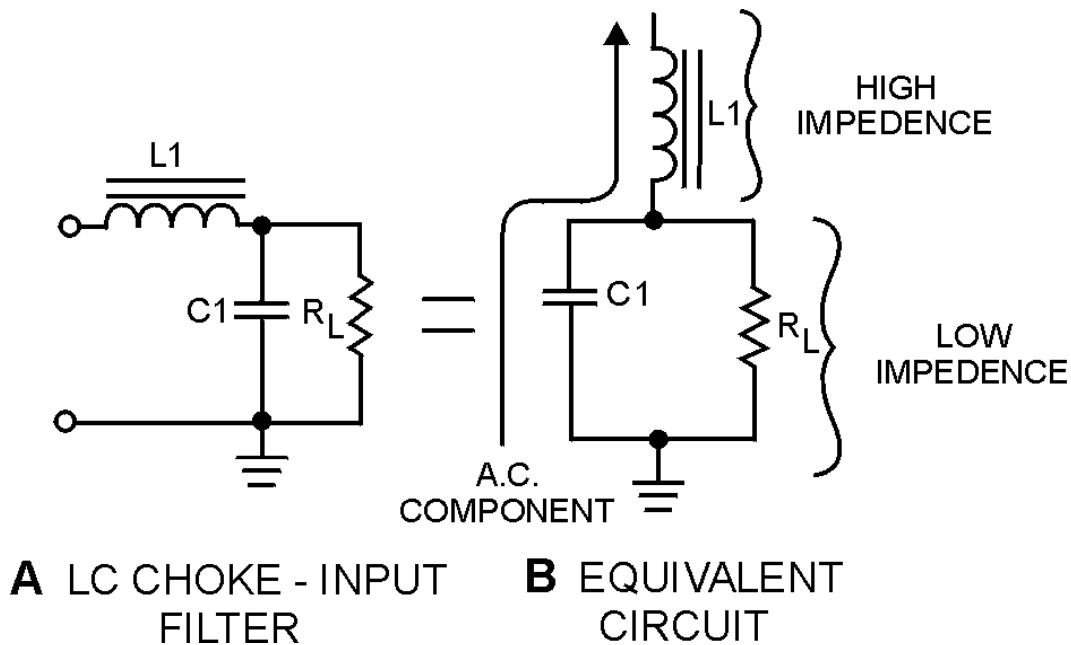 L1
C1
RL
=
L1
HIGH
IMPEDENCE
C1
RL
LOW
IMPEDENCE
A.C.
COMPONENT
A LC CHOKE - INPUT
FILTER
B EQUIVALENT
CIRCUIT